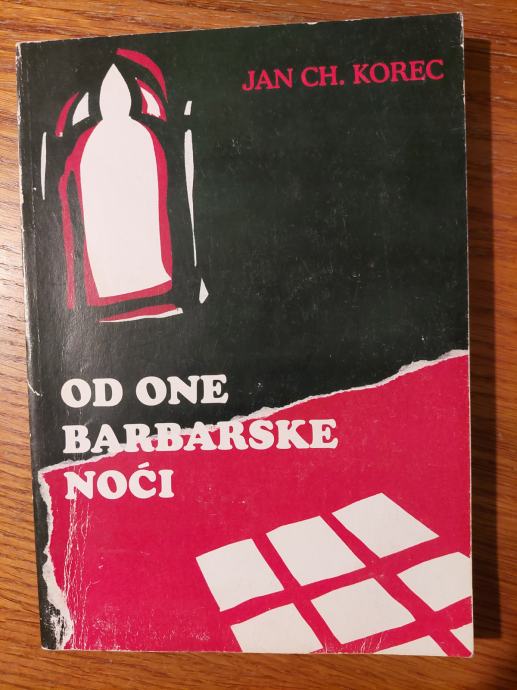 JAN CH. KOREC
OD ONE
BARBARSKE
NOĆI